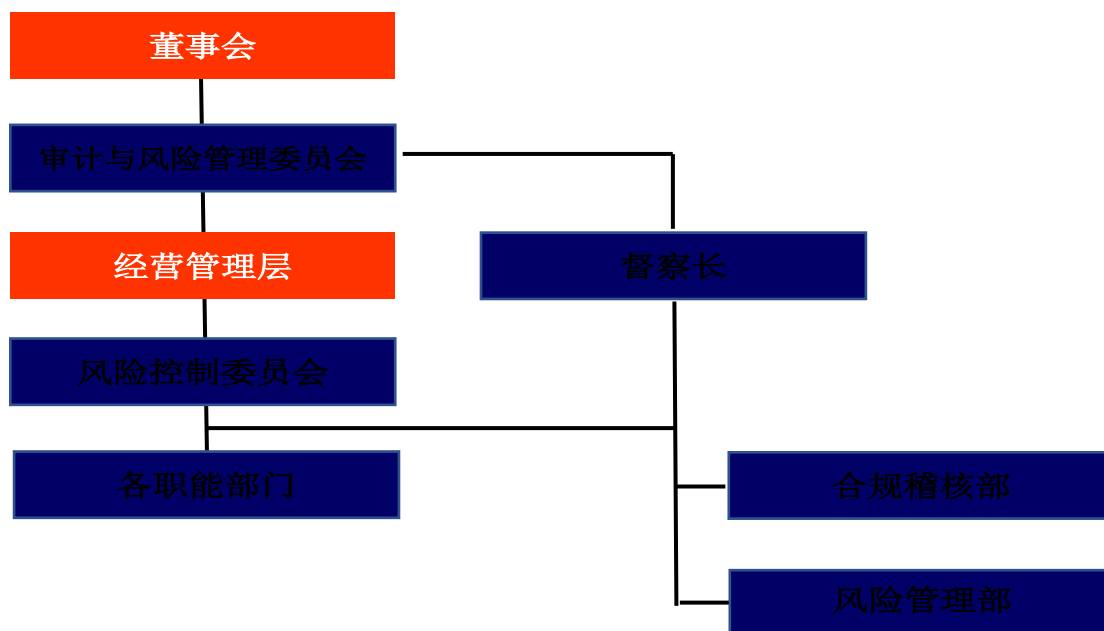 董事会
审计与风险管理委员会
经营管理层
督察长
风险控制委员会
各职能部门
合规稽核部
风险管理部